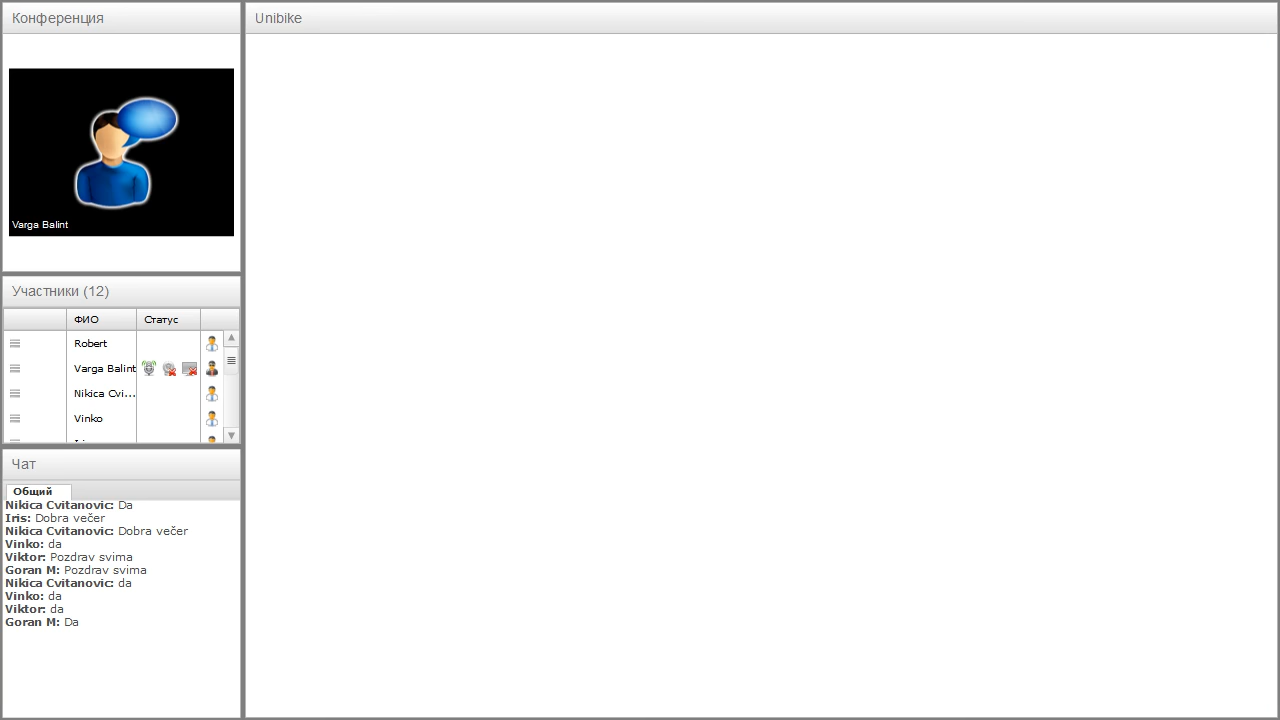 Конференция
Unibike
Varga Balint
Участники (12)
ФИО Статус
Robert
Varga Balint
Nikica Cvi...
Vinko
Чат
Общий
Nikica Cvitanovic: Da
Iris: Dobra večer
Nikica Cvitanovic: Dobra večer
Vinko: da
Viktor: Pozdrav svima
Goran M: Pozdrav svima
Nikica Cvitanovic: da
Vinko: da
Viktor: da
Goran M: Da